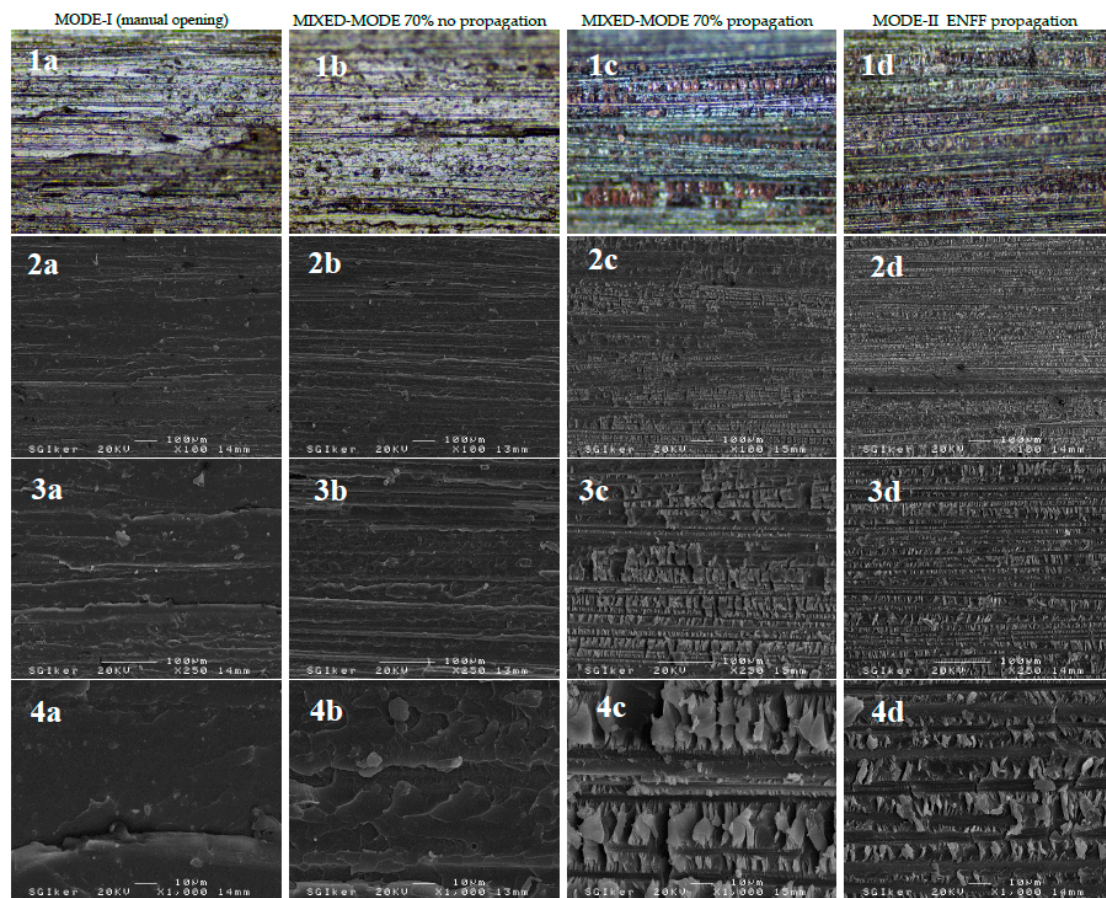 MODE-I (manual opening) MIXED-MODE 70% no propagation MIXED-MODE 70% propagation MODE-II ENFF propagation
1a 1b 1c 1d
2a 2b 2c 2d
100µm 100µm 100µm 100µm
SGIker 20KV X100 14mm SGIker 20KV X100 13mm SGIker 20KV X100 15mm SGIker 20KV X100 14mm
3a 3b 3c 3d
100µm 100µm 100µm 100µm
SGIker 20KV X250 14mm SGIker 20KV X250 13mm SGIker 20KV X250 15mm SGIker 20KV X250 14mm
4a 4b 4c 4d
10µm 10µm 10µm 10µm
SGIker 20KV X1,000 14mm SGIker 20KV X1,000 13mm SGIker 20KV X1,000 15mm SGIker 20KV X1,000 14mm